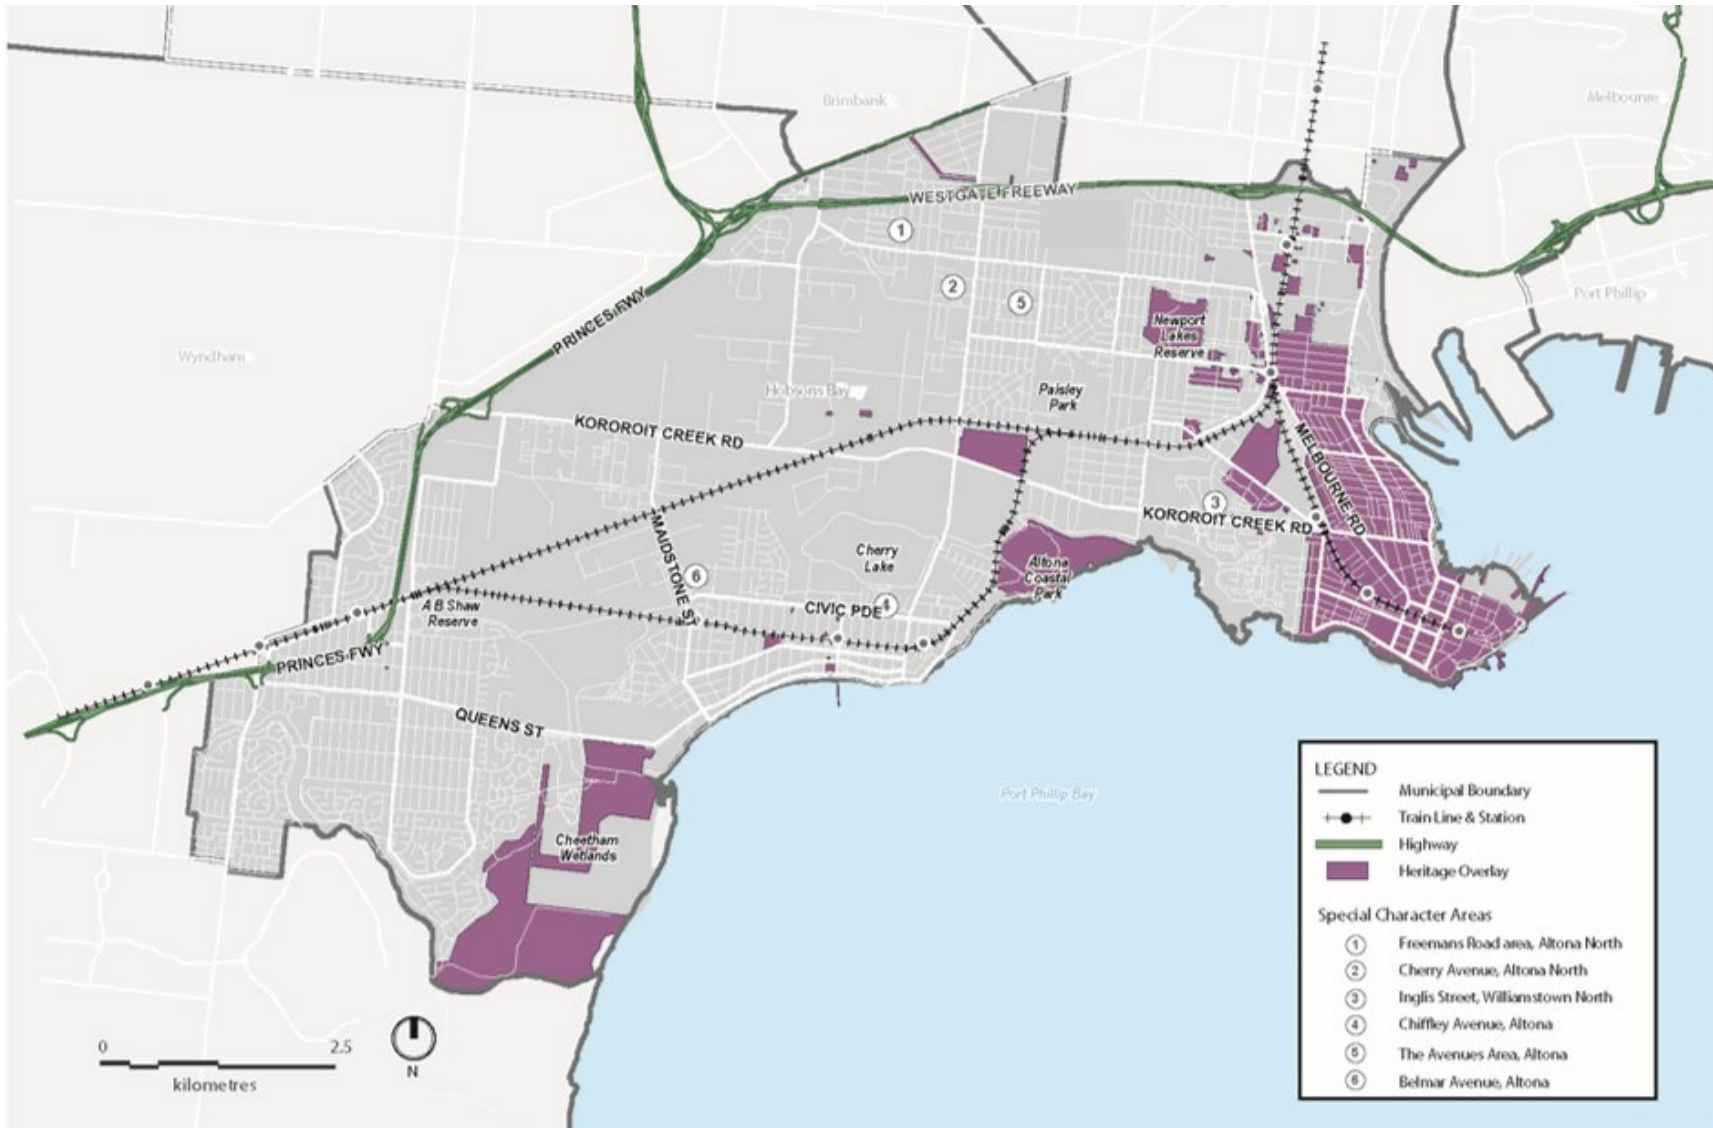 Brimbank
Melbounre
WESTGATE FREEWAY
1
2
5
Port Phillip
PRINCES FWY
Newport
Lakes
Reserve
Wyndham
Hobsons Bay
Paisley
Park
KOROROIT CREEK RD
MELBOURNE RD
3
KOROROIT CREEK RD
MAIDSTONE ST
Cherry
Lake
Altona
Coastal
Park
6
CIVIC PDE
4
A B Shaw
Reserve
PRINCES FWY
QUEENS ST
Port Phillip Bay
Cheetham
Wetlands
LEGEND
Municipal Boundary
Train Line & Station
Highway
Heritage Overlay
Special Character Areas
1 Freemans Road area, Altona North
2 Cherry Avenue, Altona North
3 Inglis Street, Williamstown North
4 Chiffley Avenue, Altona
5 The Avenues Area, Altona
6 Belmar Avenue, Altona
0 2.5
kilometres
N